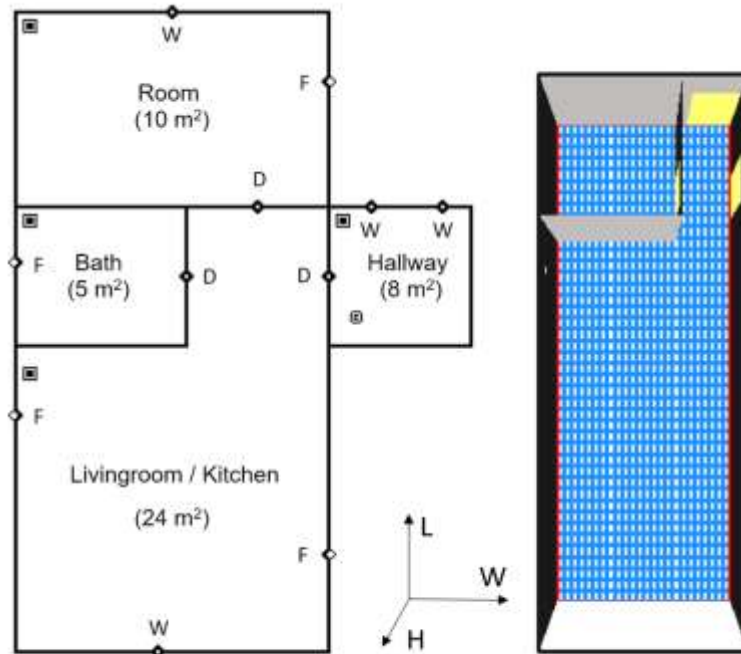 W
F
Room
(10 m²)
D
W W
F
Bath
(5 m²)
D
D
Hallway
(8 m²)
F
Livingroom / Kitchen
(24 m²)
F
W
L
W
H